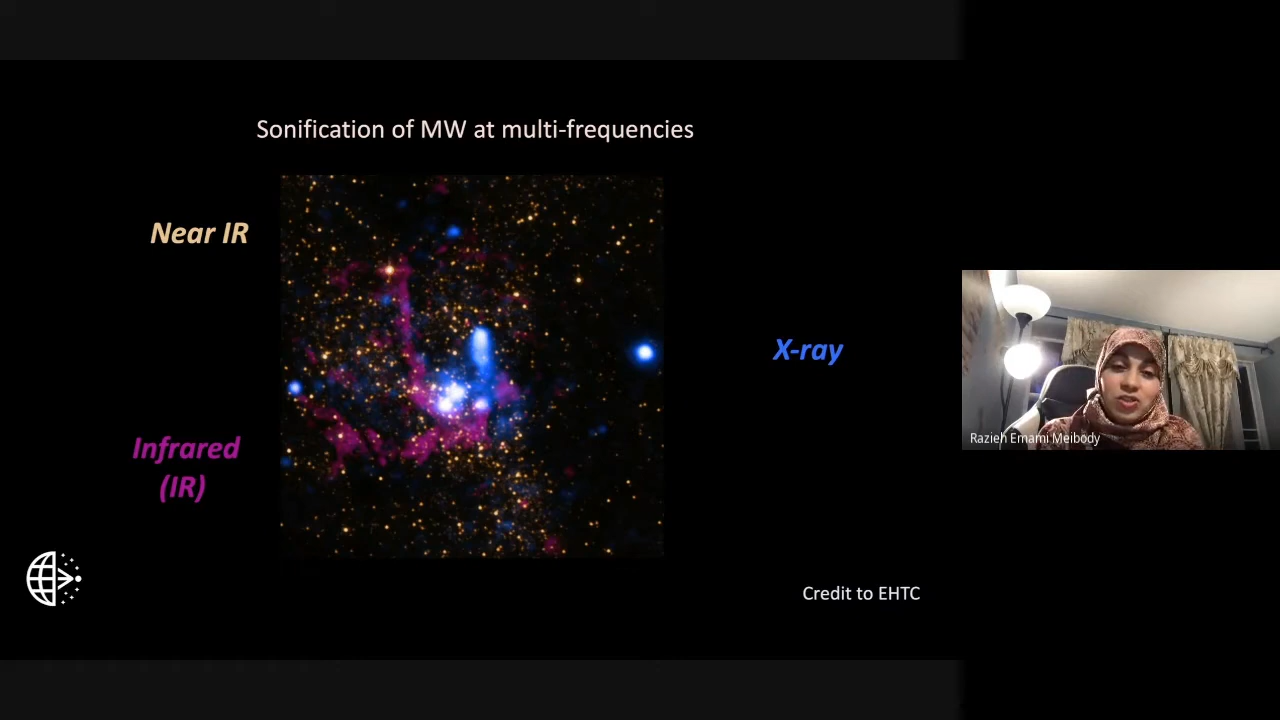 Sonification of MW at multi-frequencies
Near IR
X-ray
Infrared
(IR)
Razieh Emami Meibody
Credit to EHTC